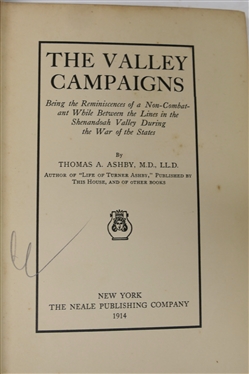 THE VALLEY
CAMPAIGNS
Being the Reminiscences of a Non-Combat-
ant While Between the Lines in the
Shenandoah Valley During
the War of the States
By
THOMAS A. ASHBY, M.D., LL.D.
AUTHOR OF "LIFE OF TURNER ASHBY," PUBLISHED BY
THIS HOUSE, AND OF OTHER BOOKS
NEW YORK
THE NEALE PUBLISHING COMPANY
1914